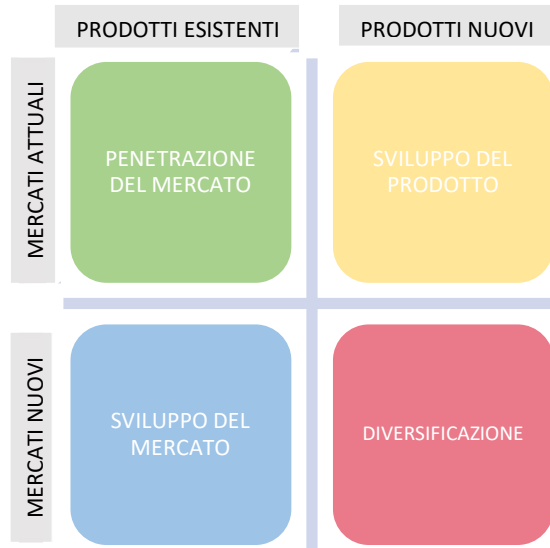 PRODOTTI ESISTENTI
PRODOTTI NUOVI
MERCATI ATTUALI
PENETRAZIONE
DEL MERCATO
SVILUPPO DEL
PRODOTTO
MERCATI NUOVI
SVILUPPO DEL
MERCATO
DIVERSIFICAZIONE